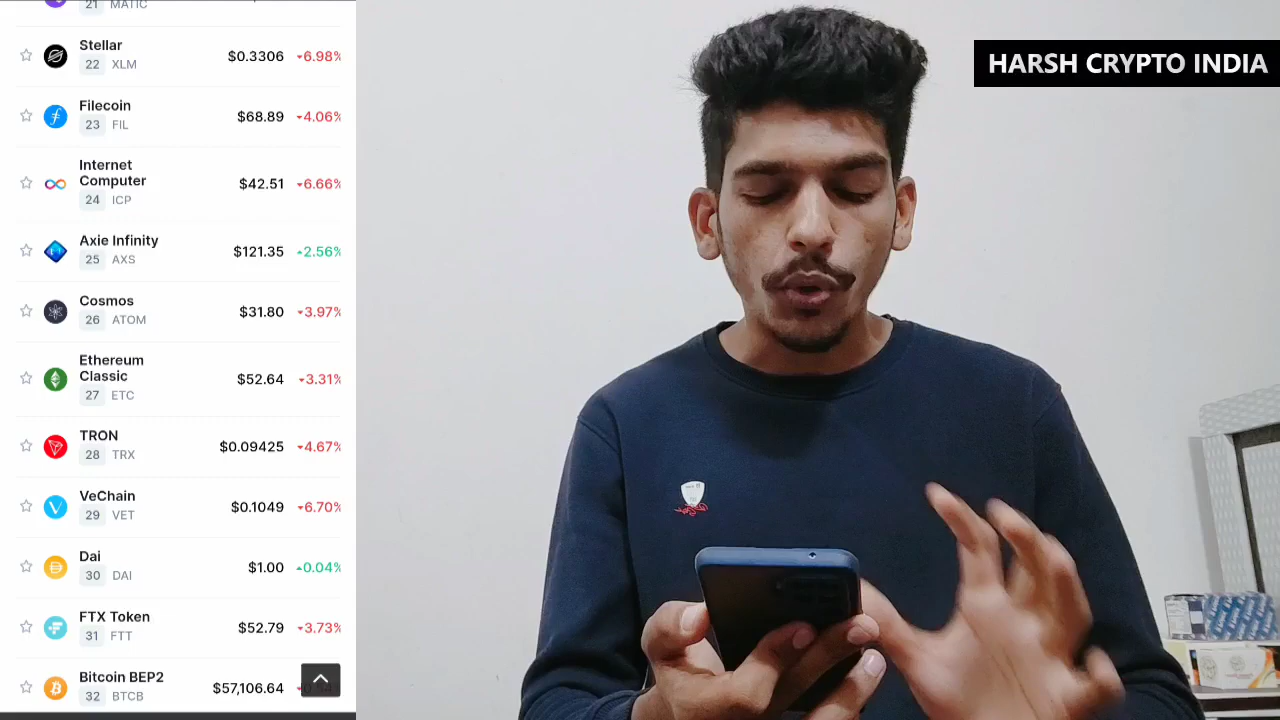 21 MATIC
Stellar
22 XLM
$0.3306
6.98%
Filecoin
23 FIL
$68.89
4.06%
Internet
Computer
24 ICP
$42.51
6.66%
Axie Infinity
25 AXS
$121.35
2.56%
Cosmos
26 ATOM
$31.80
3.97%
Ethereum
Classic
27 ETC
$52.64
3.31%
TRON
28 TRX
$0.09425
4.67%
VeChain
29 VET
$0.1049
6.70%
Dai
30 DAI
$1.00
0.04%
FTX Token
31 FTT
$52.79
3.73%
Bitcoin BEP2
32 BTCB
$57,106.64
HARSH CRYPTO INDIA